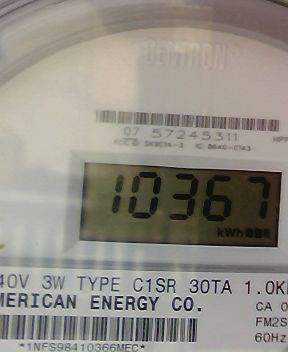 CENTRON
07 57245311
10367
kWh
40V 3W TYPE C1SR 30TA 1.0K
MERICAN ENERGY CO.
CA 0
FM2S
60Hz
*1NFS98410366MEC*